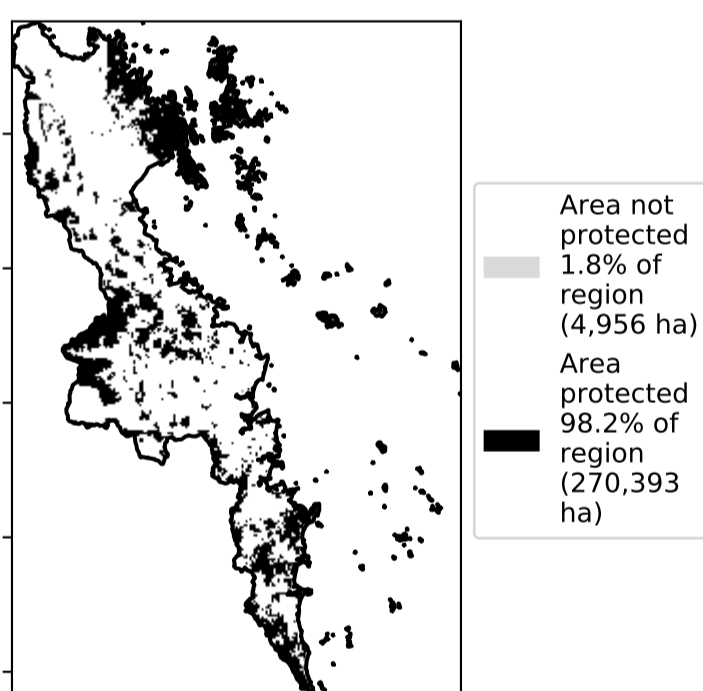 Area not
protected
1.8% of
region
(4,956 ha)
Area
protected
98.2% of
region
(270,393
ha)